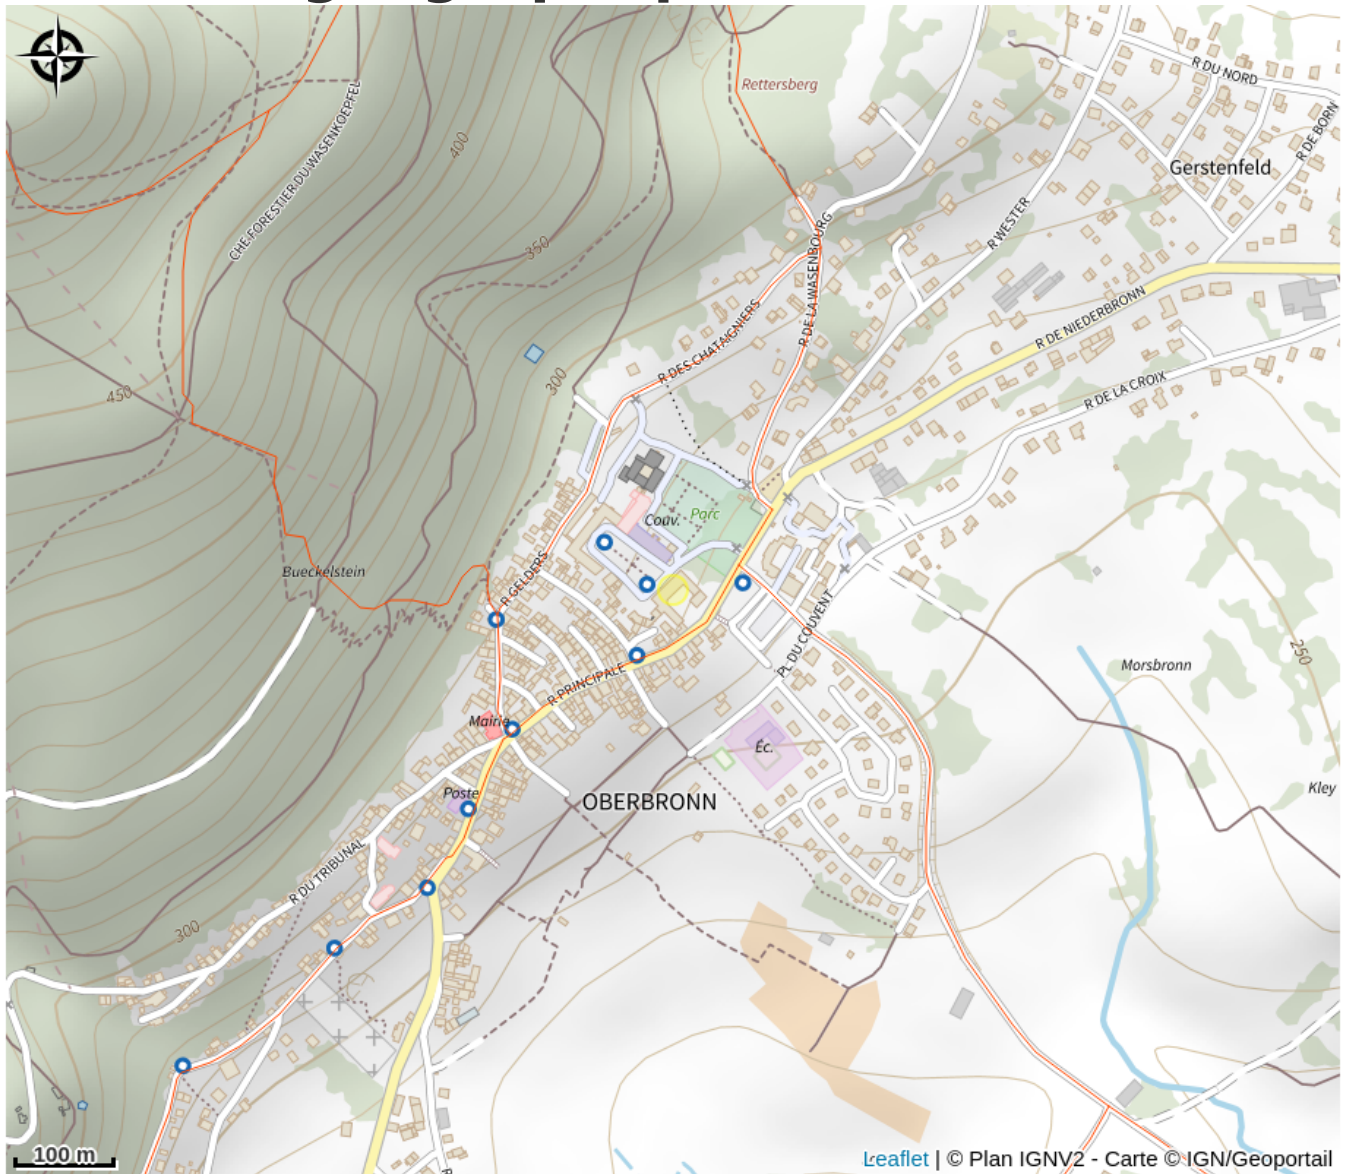 R DU NORD
Rettersberg
R DE BORN
CHE FORESTIER DU WASENKOEPFEL
400
Gerstenfeld
R WESTER
R DE LA WASENBOURG
350
R DE NIEDERBRONN
R DES CHATAIGNIERS
300
R DE LA CROIX
450
Parc
Couv.
Bueckelstein
R GELDERS
PL DU COUVENT
250
Morsbronn
R PRINCIPALE
Mairie
Éc.
Kley
Poste
OBERBRONN
R DU TRIBUNAL
300
100 m
Leaflet | © Plan IGNV2 - Carte © IGN/Geoportail